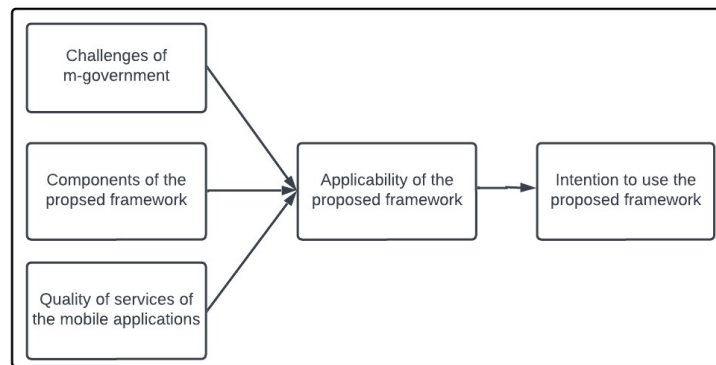 Challenges of
m-government
Components of the
propsed framework
Quality of services of
the mobile applications
Applicability of the
proposed framework
Intention to use the
proposed framework